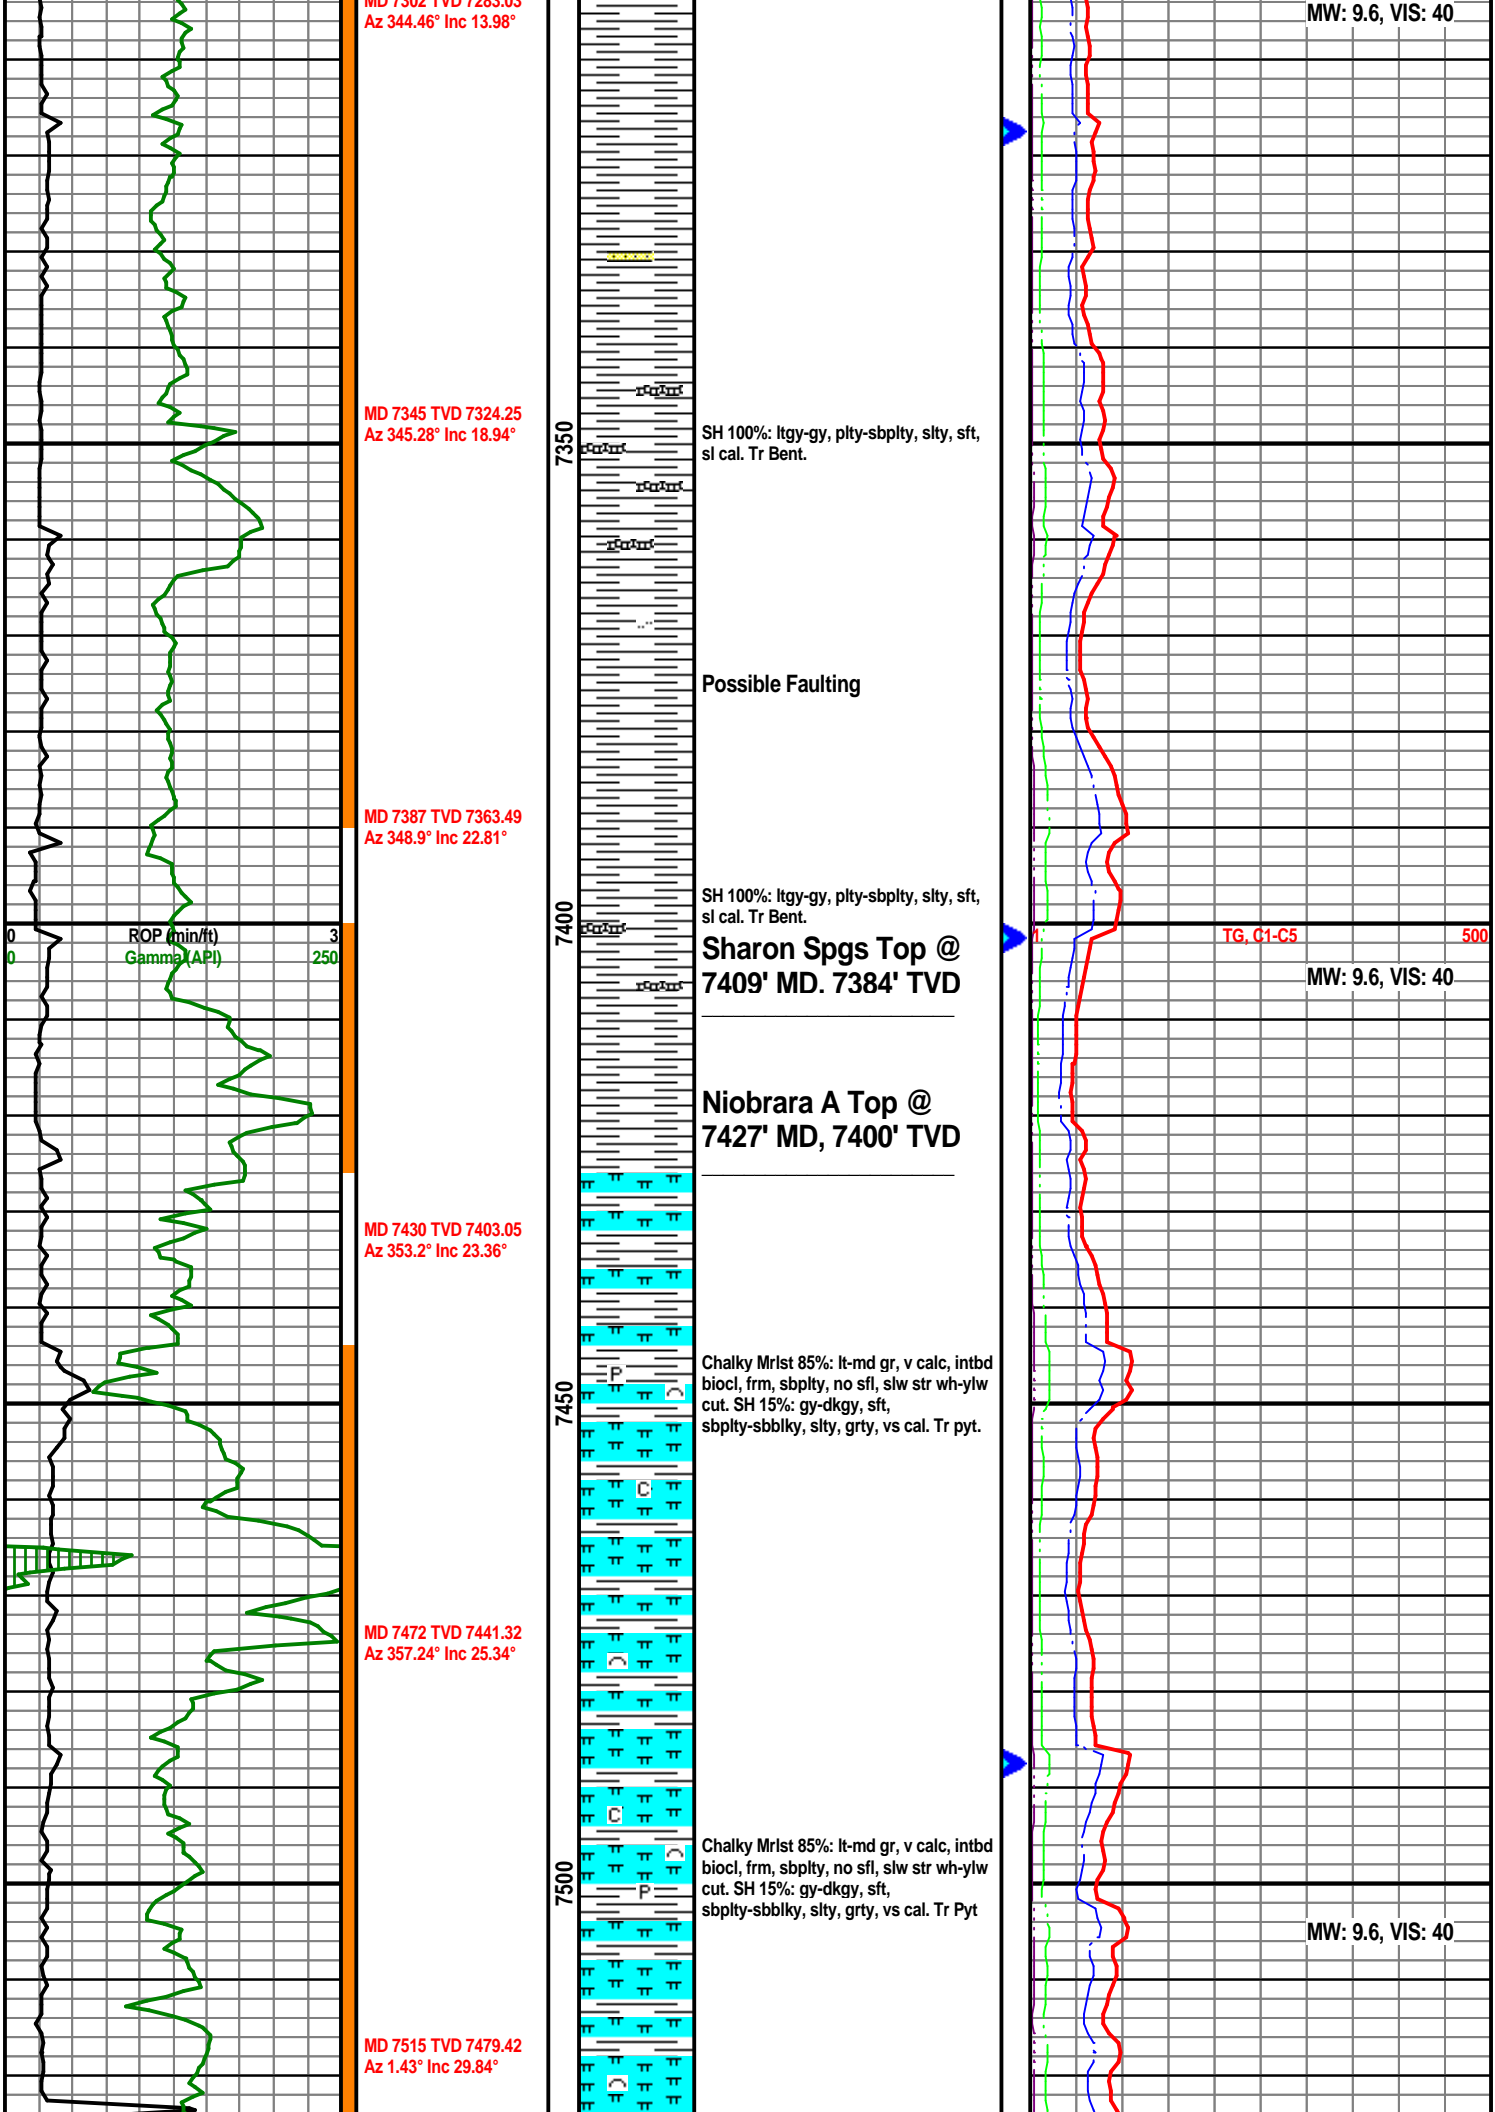 MD 7302 TVD 7283.03
Az 344.46° Inc 13.98°
MW: 9.6, VIS: 40
MD 7345 TVD 7324.25
Az 345.28° Inc 18.94°
7350
SH 100%: ltgy-gy, plty-sbplty, slty, sft,
sl cal. Tr Bent.
Possible Faulting
MD 7387 TVD 7363.49
Az 348.9° Inc 22.81°
SH 100%: ltgy-gy, plty-sbplty, slty, sft,
sl cal. Tr Bent.
7400
0 ROP (min/ft) 3
0 Gamma (API) 250
1 TG, C1-C5 500
Sharon Spgs Top @
7409' MD. 7384' TVD
MW: 9.6, VIS: 40
Niobrara A Top @
7427' MD, 7400' TVD
MD 7430 TVD 7403.05
Az 353.2° Inc 23.36°
P
7450
Chalky Mrlst 85%: lt-md gr, v calc, intbd
biocl, frm, sbplty, no sfl, slw str wh-ylw
cut. SH 15%: gy-dkgy, sft,
sbplty-sbblky, slty, grty, vs cal. Tr pyt.
C
MD 7472 TVD 7441.32
Az 357.24° Inc 25.34°
C
7500
Chalky Mrlst 85%: lt-md gr, v calc, intbd
biocl, frm, sbplty, no sfl, slw str wh-ylw
cut. SH 15%: gy-dkgy, sft,
sbplty-sbblky, slty, grty, vs cal. Tr Pyt
P
MW: 9.6, VIS: 40
MD 7515 TVD 7479.42
Az 1.43° Inc 29.84°